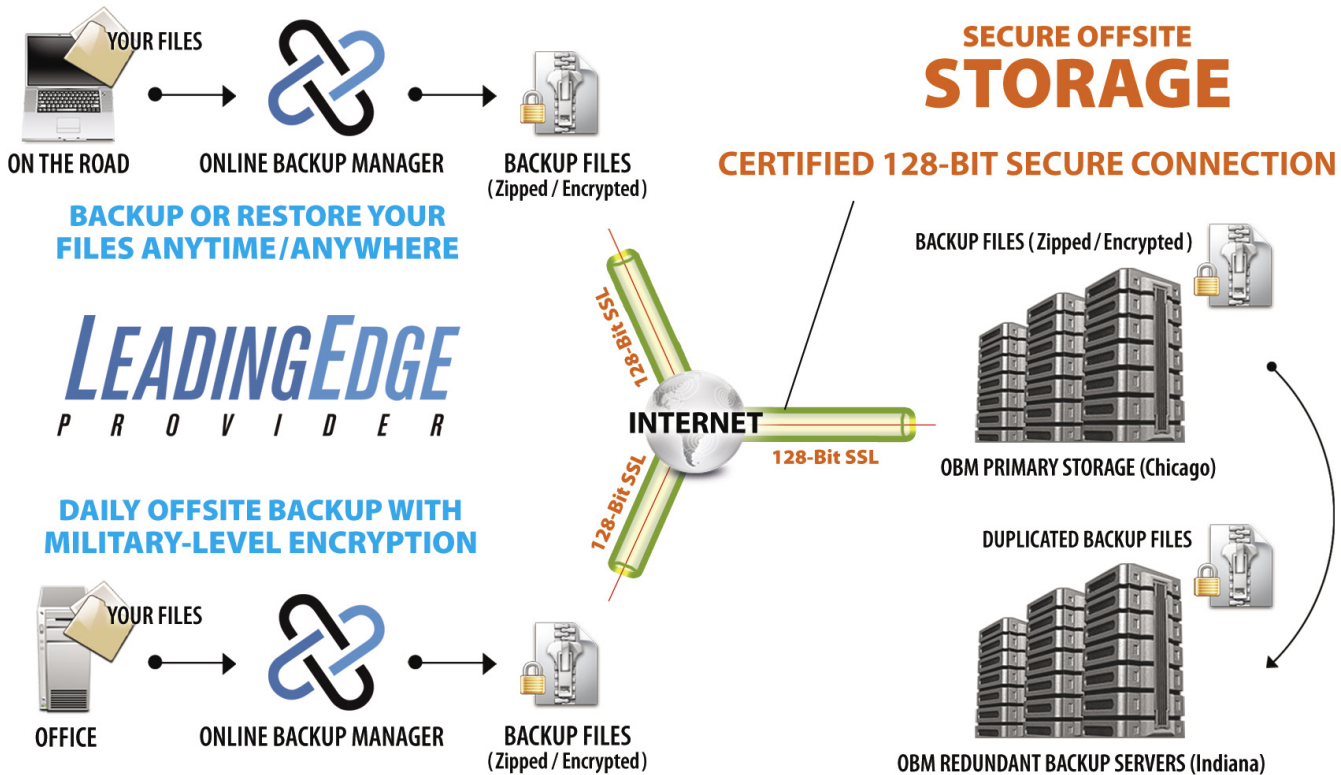 YOUR FILES
ON THE ROAD
ONLINE BACKUP MANAGER
BACKUP FILES
(Zipped / Encrypted)
BACKUP OR RESTORE YOUR
FILES ANYTIME/ANYWHERE
LEADINGEDGE
PROVIDER
DAILY OFFSITE BACKUP WITH
MILITARY-LEVEL ENCRYPTION
YOUR FILES
OFFICE
ONLINE BACKUP MANAGER
BACKUP FILES
(Zipped / Encrypted)
128-Bit SSL
INTERNET
128-Bit SSL
128-Bit SSL
SECURE OFFSITE
STORAGE
CERTIFIED 128-BIT SECURE CONNECTION
BACKUP FILES (Zipped / Encrypted)
OBM PRIMARY STORAGE (Chicago)
DUPLICATED BACKUP FILES
OBM REDUNDANT BACKUP SERVERS (Indiana)